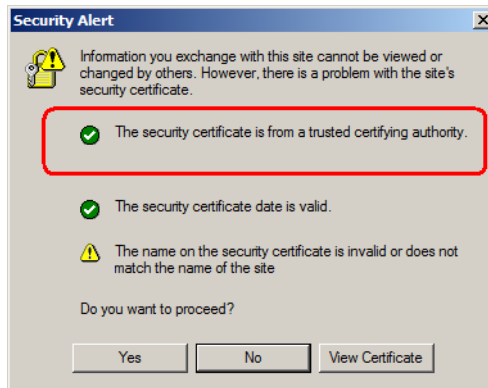 Security Alert
Information you exchange with this site cannot be viewed or
changed by others. However, there is a problem with the site's
security certificate.
The security certificate is from a trusted certifying authority.
The security certificate date is valid.
The name on the security certificate is invalid or does not
match the name of the site
Do you want to proceed?
Yes
No
View Certificate